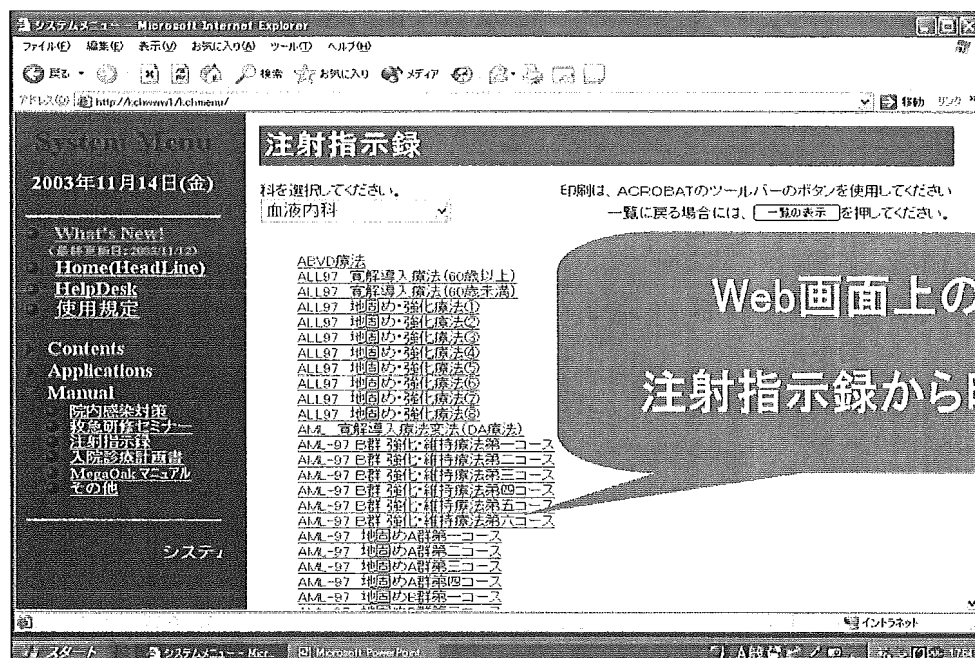 システムメニュー - Microsoft Internet Explorer
ファイル(F) 編集(E) 表示(V) お気に入り(A) ツール(T) ヘルプ(H)
戻る 検索 お気に入り メディア
アドレス(D) 移動 リンク
System Menu
2003年11月14日(金)
What's New!
(最終更新日:2003/11/12)
Home(HeadLine)
HelpDesk
使用規定
Contents
Applications
Manual
院内感染対策
救急研修セミナー
注射指示録
入院診療計画書
MegaOak マニュアル
その他
システ
注射指示録
科を選択してください。
血液内科
印刷は、ACROBATのツールバーのボタンを使用してください
一覧に戻る場合には、 一覧の表示 を押してください。
ABVD療法
ALL97 寛解導入療法(60歳以上)
ALL97 寛解導入療法(60歳未満)
ALL97 地固め・強化療法①
ALL97 地固め・強化療法②
ALL97 地固め・強化療法③
ALL97 地固め・強化療法④
ALL97 地固め・強化療法⑤
ALL97 地固め・強化療法⑥
ALL97 地固め・強化療法⑦
ALL97 地固め・強化療法⑧
AML 寛解導入療法変法(DA療法)
AML-97 B群 強化・維持療法第一コース
AML-97 B群 強化・維持療法第二コース
AML-97 B群 強化・維持療法第三コース
AML-97 B群 強化・維持療法第四コース
AML-97 B群 強化・維持療法第五コース
AML-97 B群 強化・維持療法第六コース
AML-97 地固めA群第一コース
AML-97 地固めA群第二コース
AML-97 地固めA群第三コース
AML-97 地固めA群第四コース
AML-97 地固めB群第一コース
Web画面上の
注射指示録から
イントラネット
スタート システムメニュー - Micr... Microsoft PowerPoint...